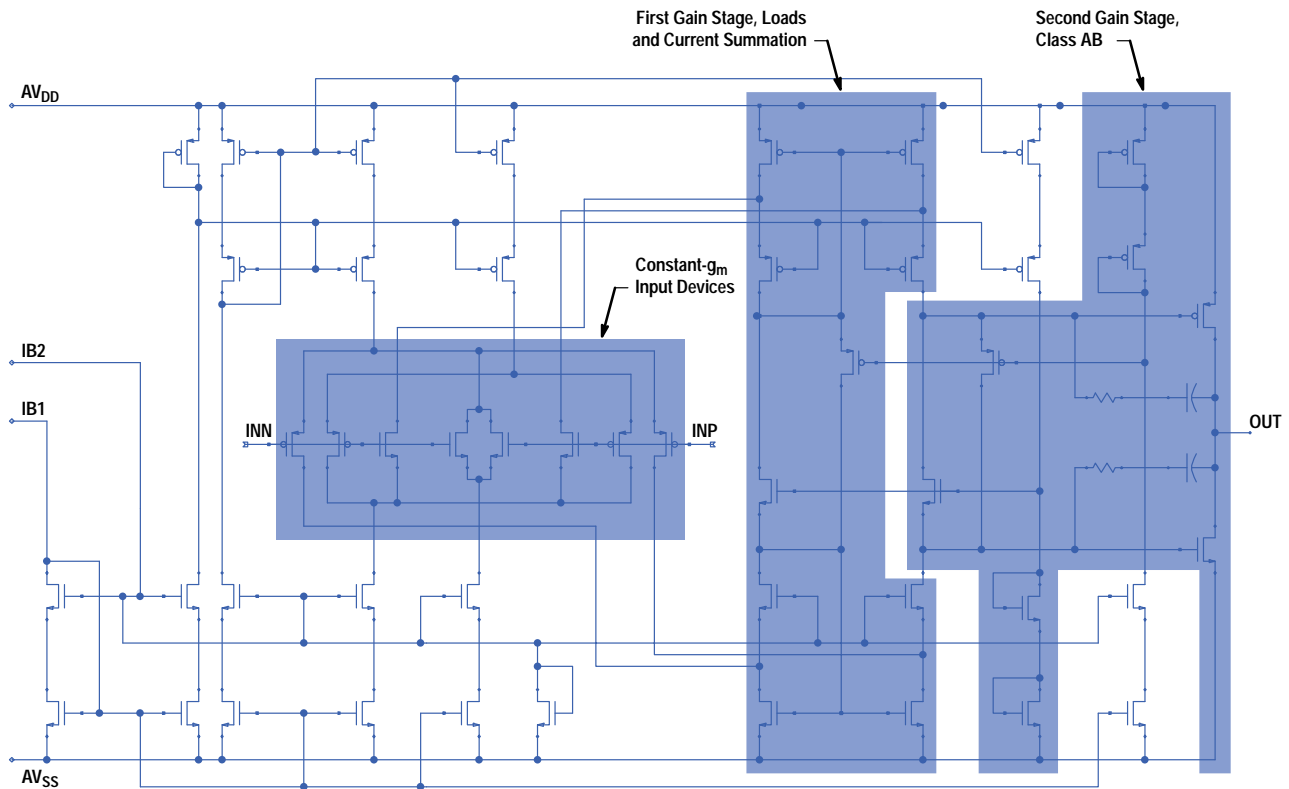 First Gain Stage, Loads
and Current Summation
Second Gain Stage,
Class AB
AVDD
Constant-gm
Input Devices
IB2
IB1
INN
INP
OUT
AVSS